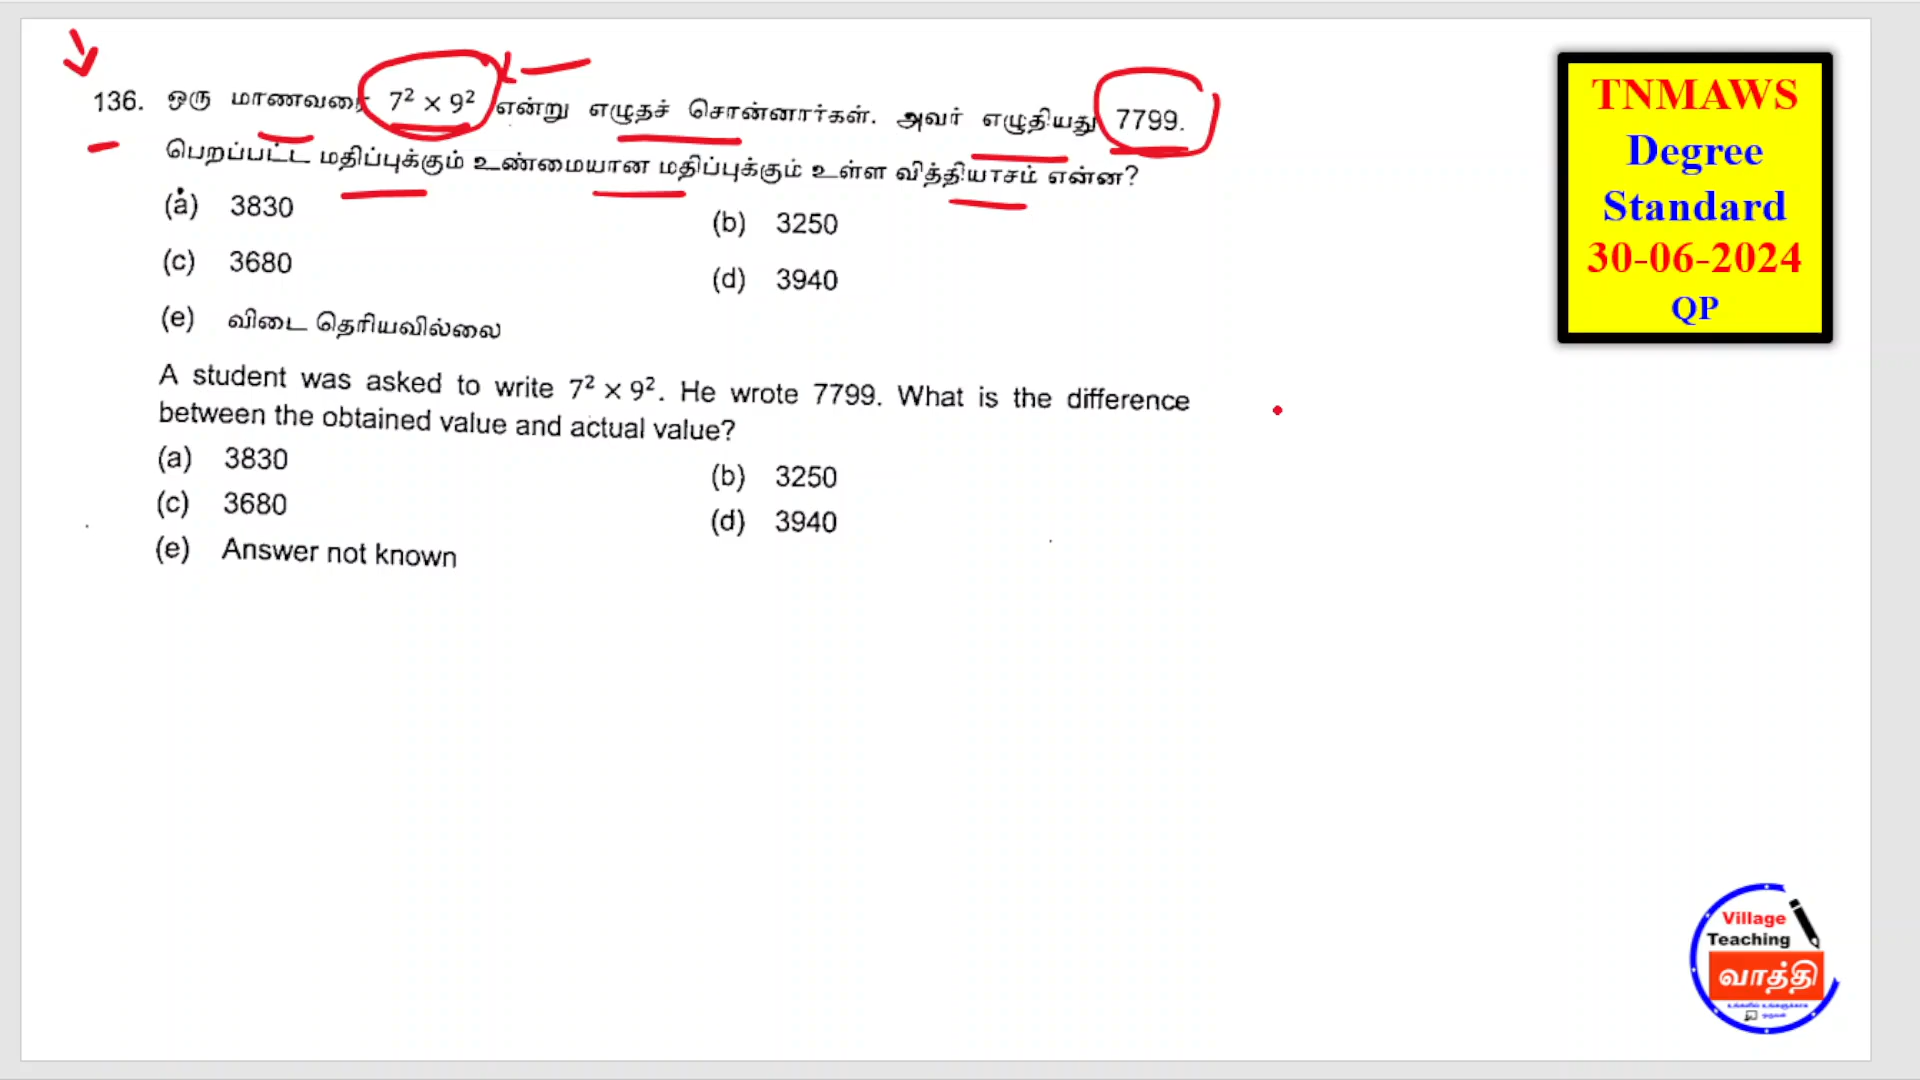 136. ஒரு மாணவரை 7² × 9² என்று எழுதச் சொன்னார்கள். அவர் எழுதியது 7799.
பெறப்பட்ட மதிப்புக்கும் உண்மையான மதிப்புக்கும் உள்ள வித்தியாசம் என்ன?
(a) 3830
(b) 3250
(c) 3680
(d) 3940
(e) விடை தெரியவில்லை
A student was asked to write 7² × 9². He wrote 7799. What is the difference
between the obtained value and actual value?
(a) 3830
(b) 3250
(c) 3680
(d) 3940
(e) Answer not known
TNMAWS
Degree
Standard
30-06-2024
QP
Village
Teaching
வாத்தி